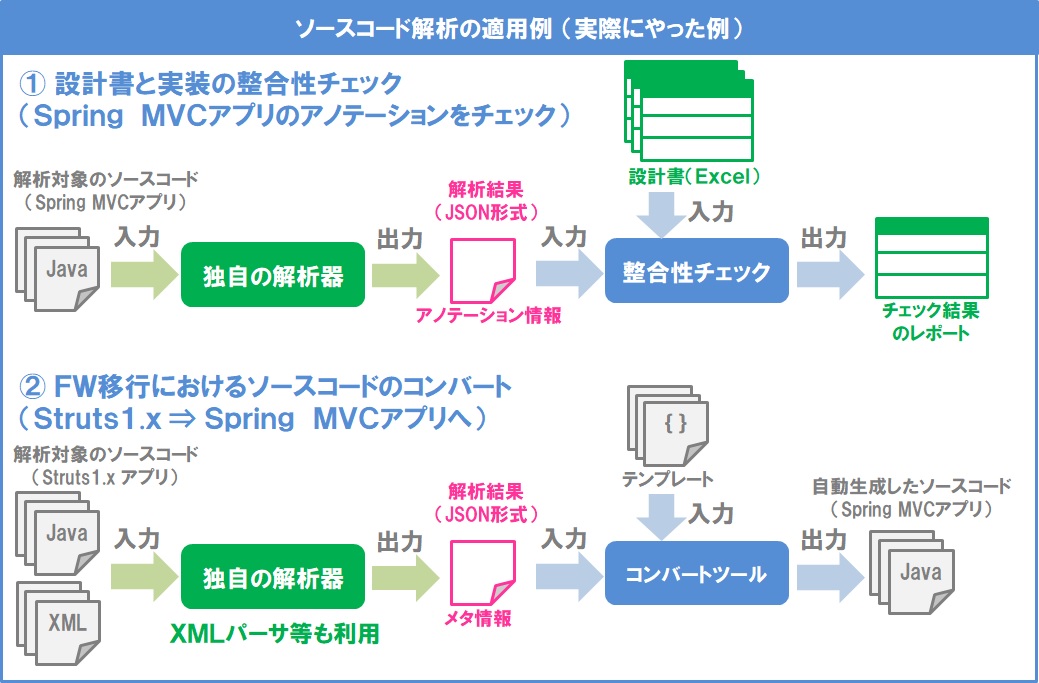 ソースコード解析の適用例（実際にやった例）
① 設計書と実装の整合性チェック
（Spring MVCアプリのアノテーションをチェック）
設計書（Excel）
入力
解析対象のソースコード
（Spring MVCアプリ）
Java
入力
独自の解析器
出力
解析結果
（JSON形式）
アノテーション情報
入力
整合性チェック
出力
チェック結果
のレポート
② FW移行におけるソースコードのコンバート
（Struts1.x ⇒ Spring MVCアプリへ）
{ }
テンプレート
入力
解析対象のソースコード
（Struts1.x アプリ）
Java
XML
入力
独自の解析器
XMLパーサ等も利用
出力
解析結果
（JSON形式）
メタ情報
入力
コンバートツール
出力
自動生成したソースコード
（Spring MVCアプリ）
Java